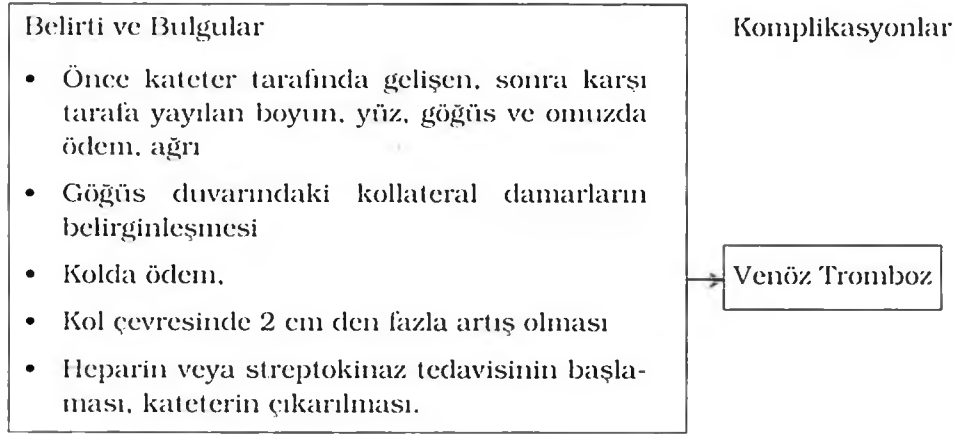 Belirti ve Bulgular
Komplikasyonlar
• Önce kateter tarafında gelişen, sonra karşı
tarafa yayılan boyun, yüz, göğüs ve omuzda
ödem, ağrı
• Göğüs duvarındaki kollateral damarların
belirginleşmesi
• Kolda ödem,
• Kol çevresinde 2 cm den fazla artış olması
• Heparin veya streptokinaz tedavisinin başla-
ması, kateterin çıkarılması.
Venöz Tromboz